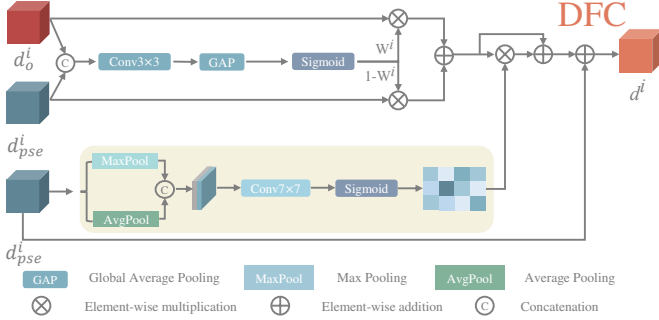 DFC
d_o^i
C
Conv3×3
GAP
Sigmoid
W^i
1-W^i
d^i
d_pse^i
MaxPool
C
Conv7×7
Sigmoid
AvgPool
d_pse^i
GAP Global Average Pooling MaxPool Max Pooling AvgPool Average Pooling
Element-wise multiplication Element-wise addition C Concatenation